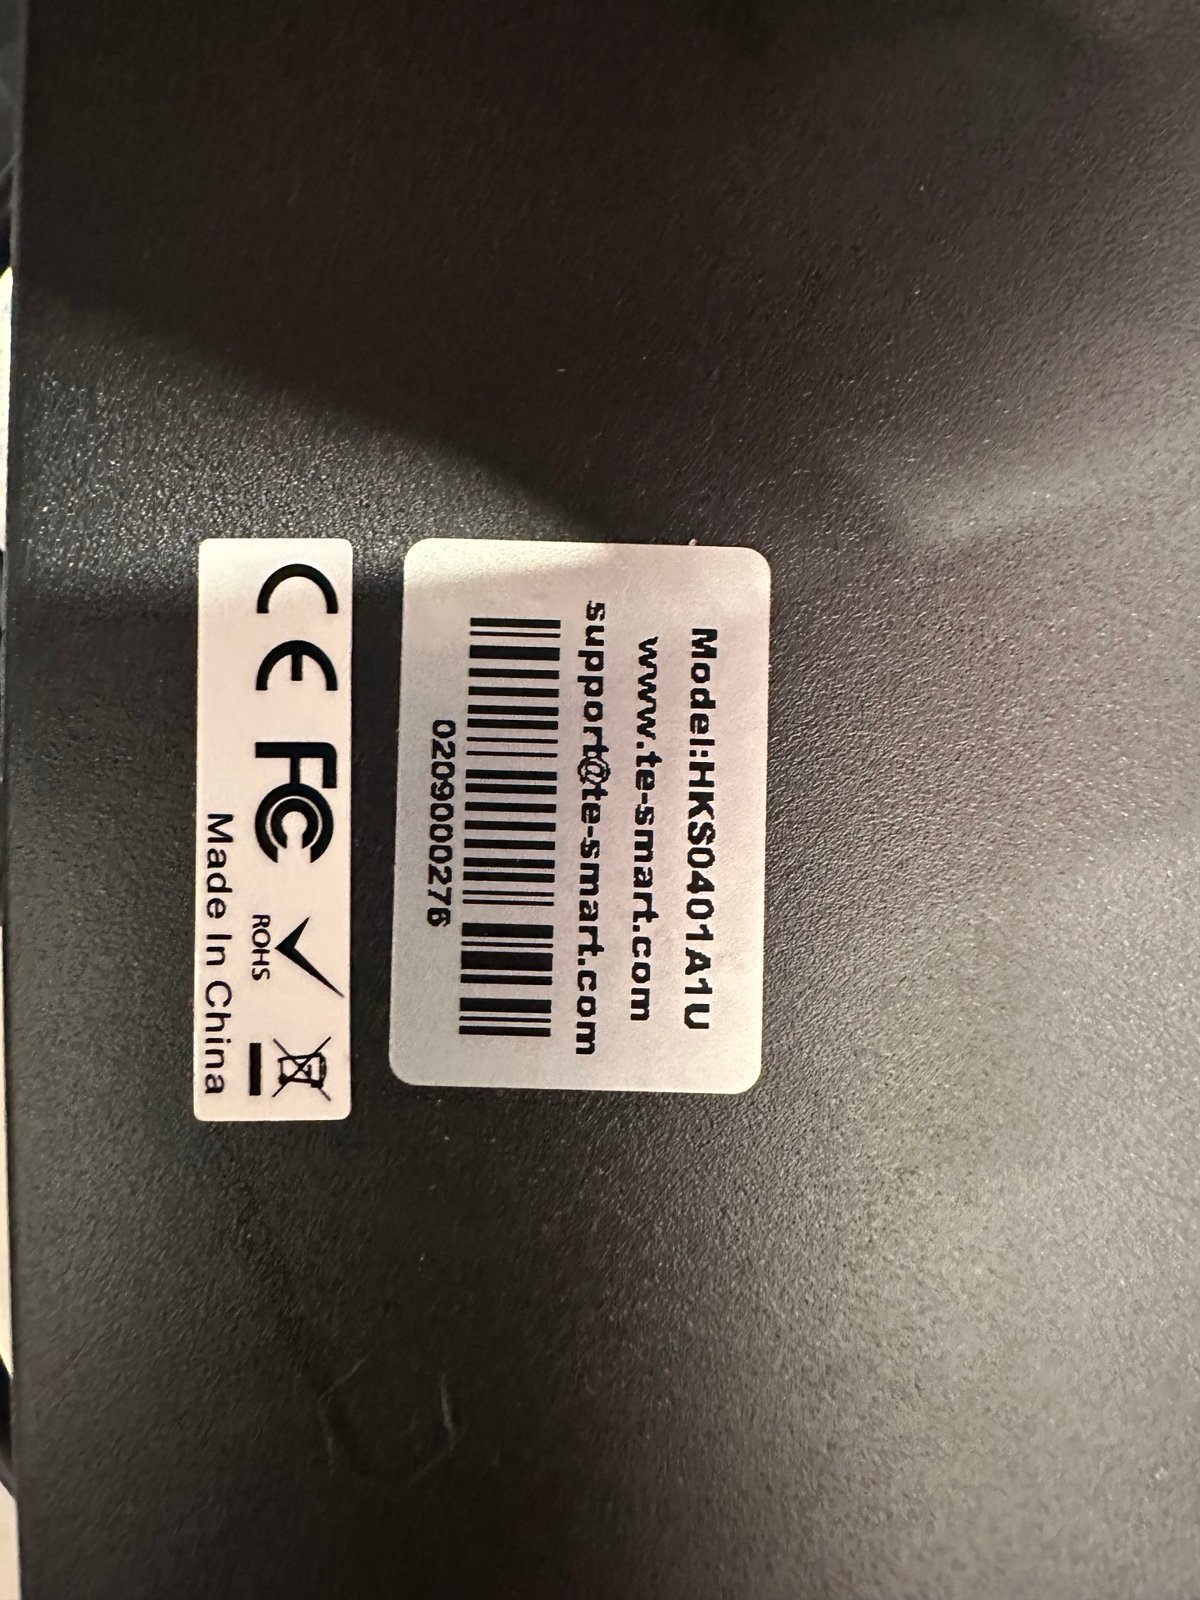 Model:HKS0401A1U
www.te-smart.com
support@te-smart.com
0209000276
CE FC ROHS
Made In China